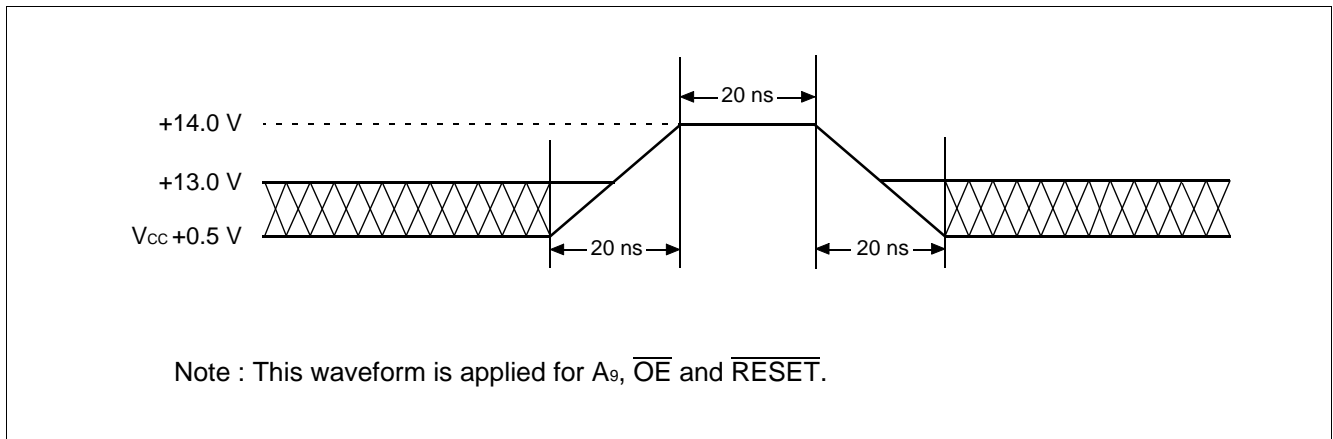 20 ns
+14.0 V
+13.0 V
VCC +0.5 V
20 ns
20 ns
Note : This waveform is applied for A9, OE and RESET.